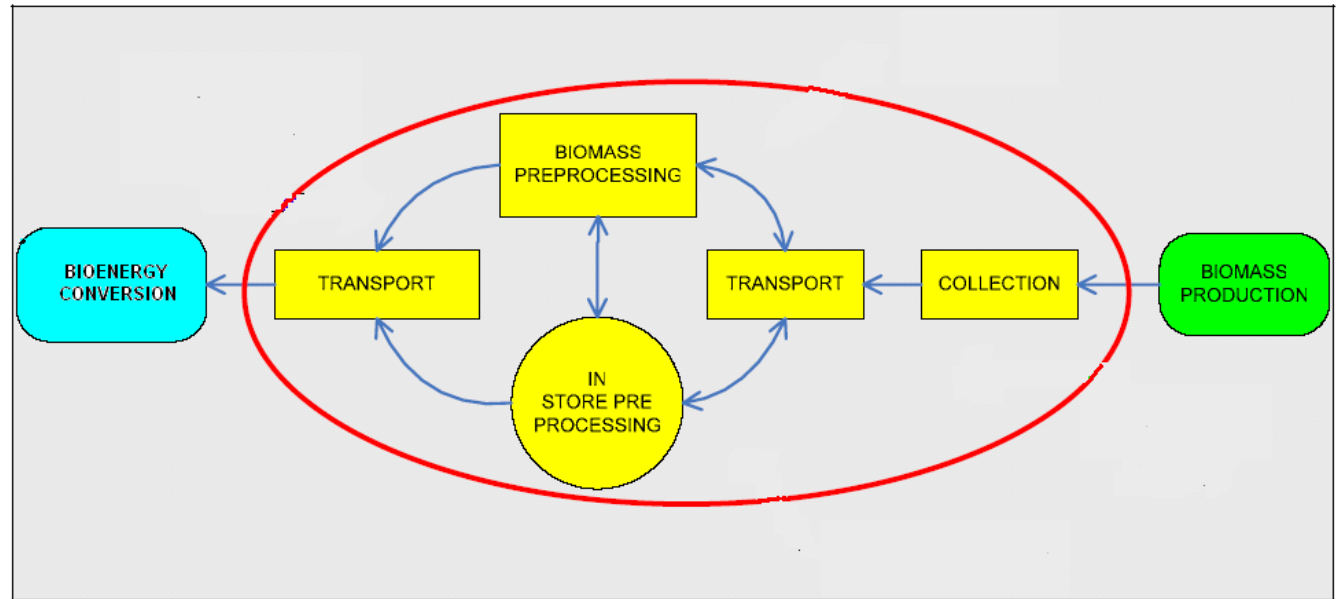 BIOMASS
PREPROCESSING
BIOENERGY
CONVERSION
TRANSPORT
TRANSPORT
COLLECTION
BIOMASS
PRODUCTION
IN
STORE PRE
PROCESSING